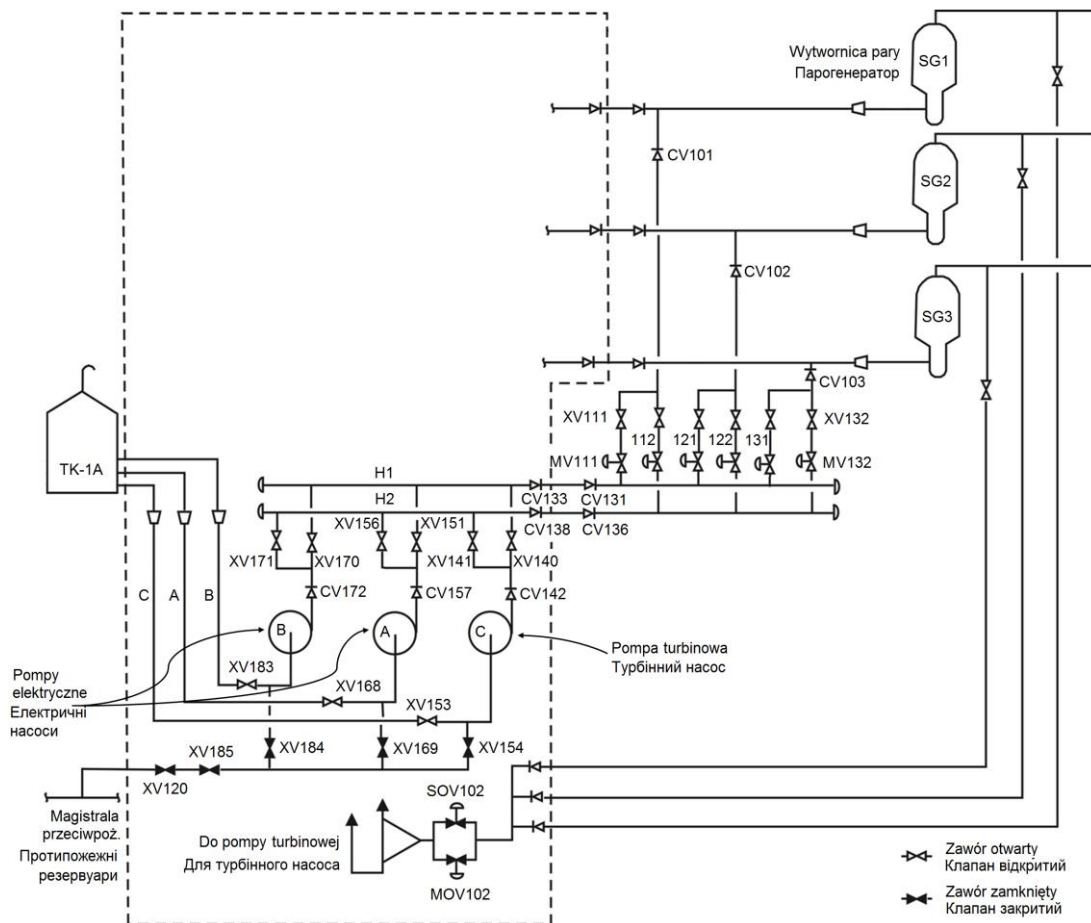 Wytwornica pary
Парогенератор
SG1
CV101
SG2
CV102
SG3
CV103
TK-1A
XV111
112
121
122
131
XV132
MV111
MV132
H1
H2
CV133
CV131
CV138
CV136
XV156
XV151
XV171
XV170
XV141
XV140
C
A
B
CV172
CV157
CV142
B
A
C
Pompa turbinowa
Турбінний насос
Pompy
elektryczne
Електричні
насоси
XV183
XV168
XV153
XV185
XV184
XV169
XV154
XV120
SOV102
Magistrala
przeciwpoż.
Протипожежні
резервуари
Do pompy turbinowej
Для турбінного насоса
MOV102
Zawór otwarty
Клапан відкритий
Zawór zamknięty
Клапан закритий